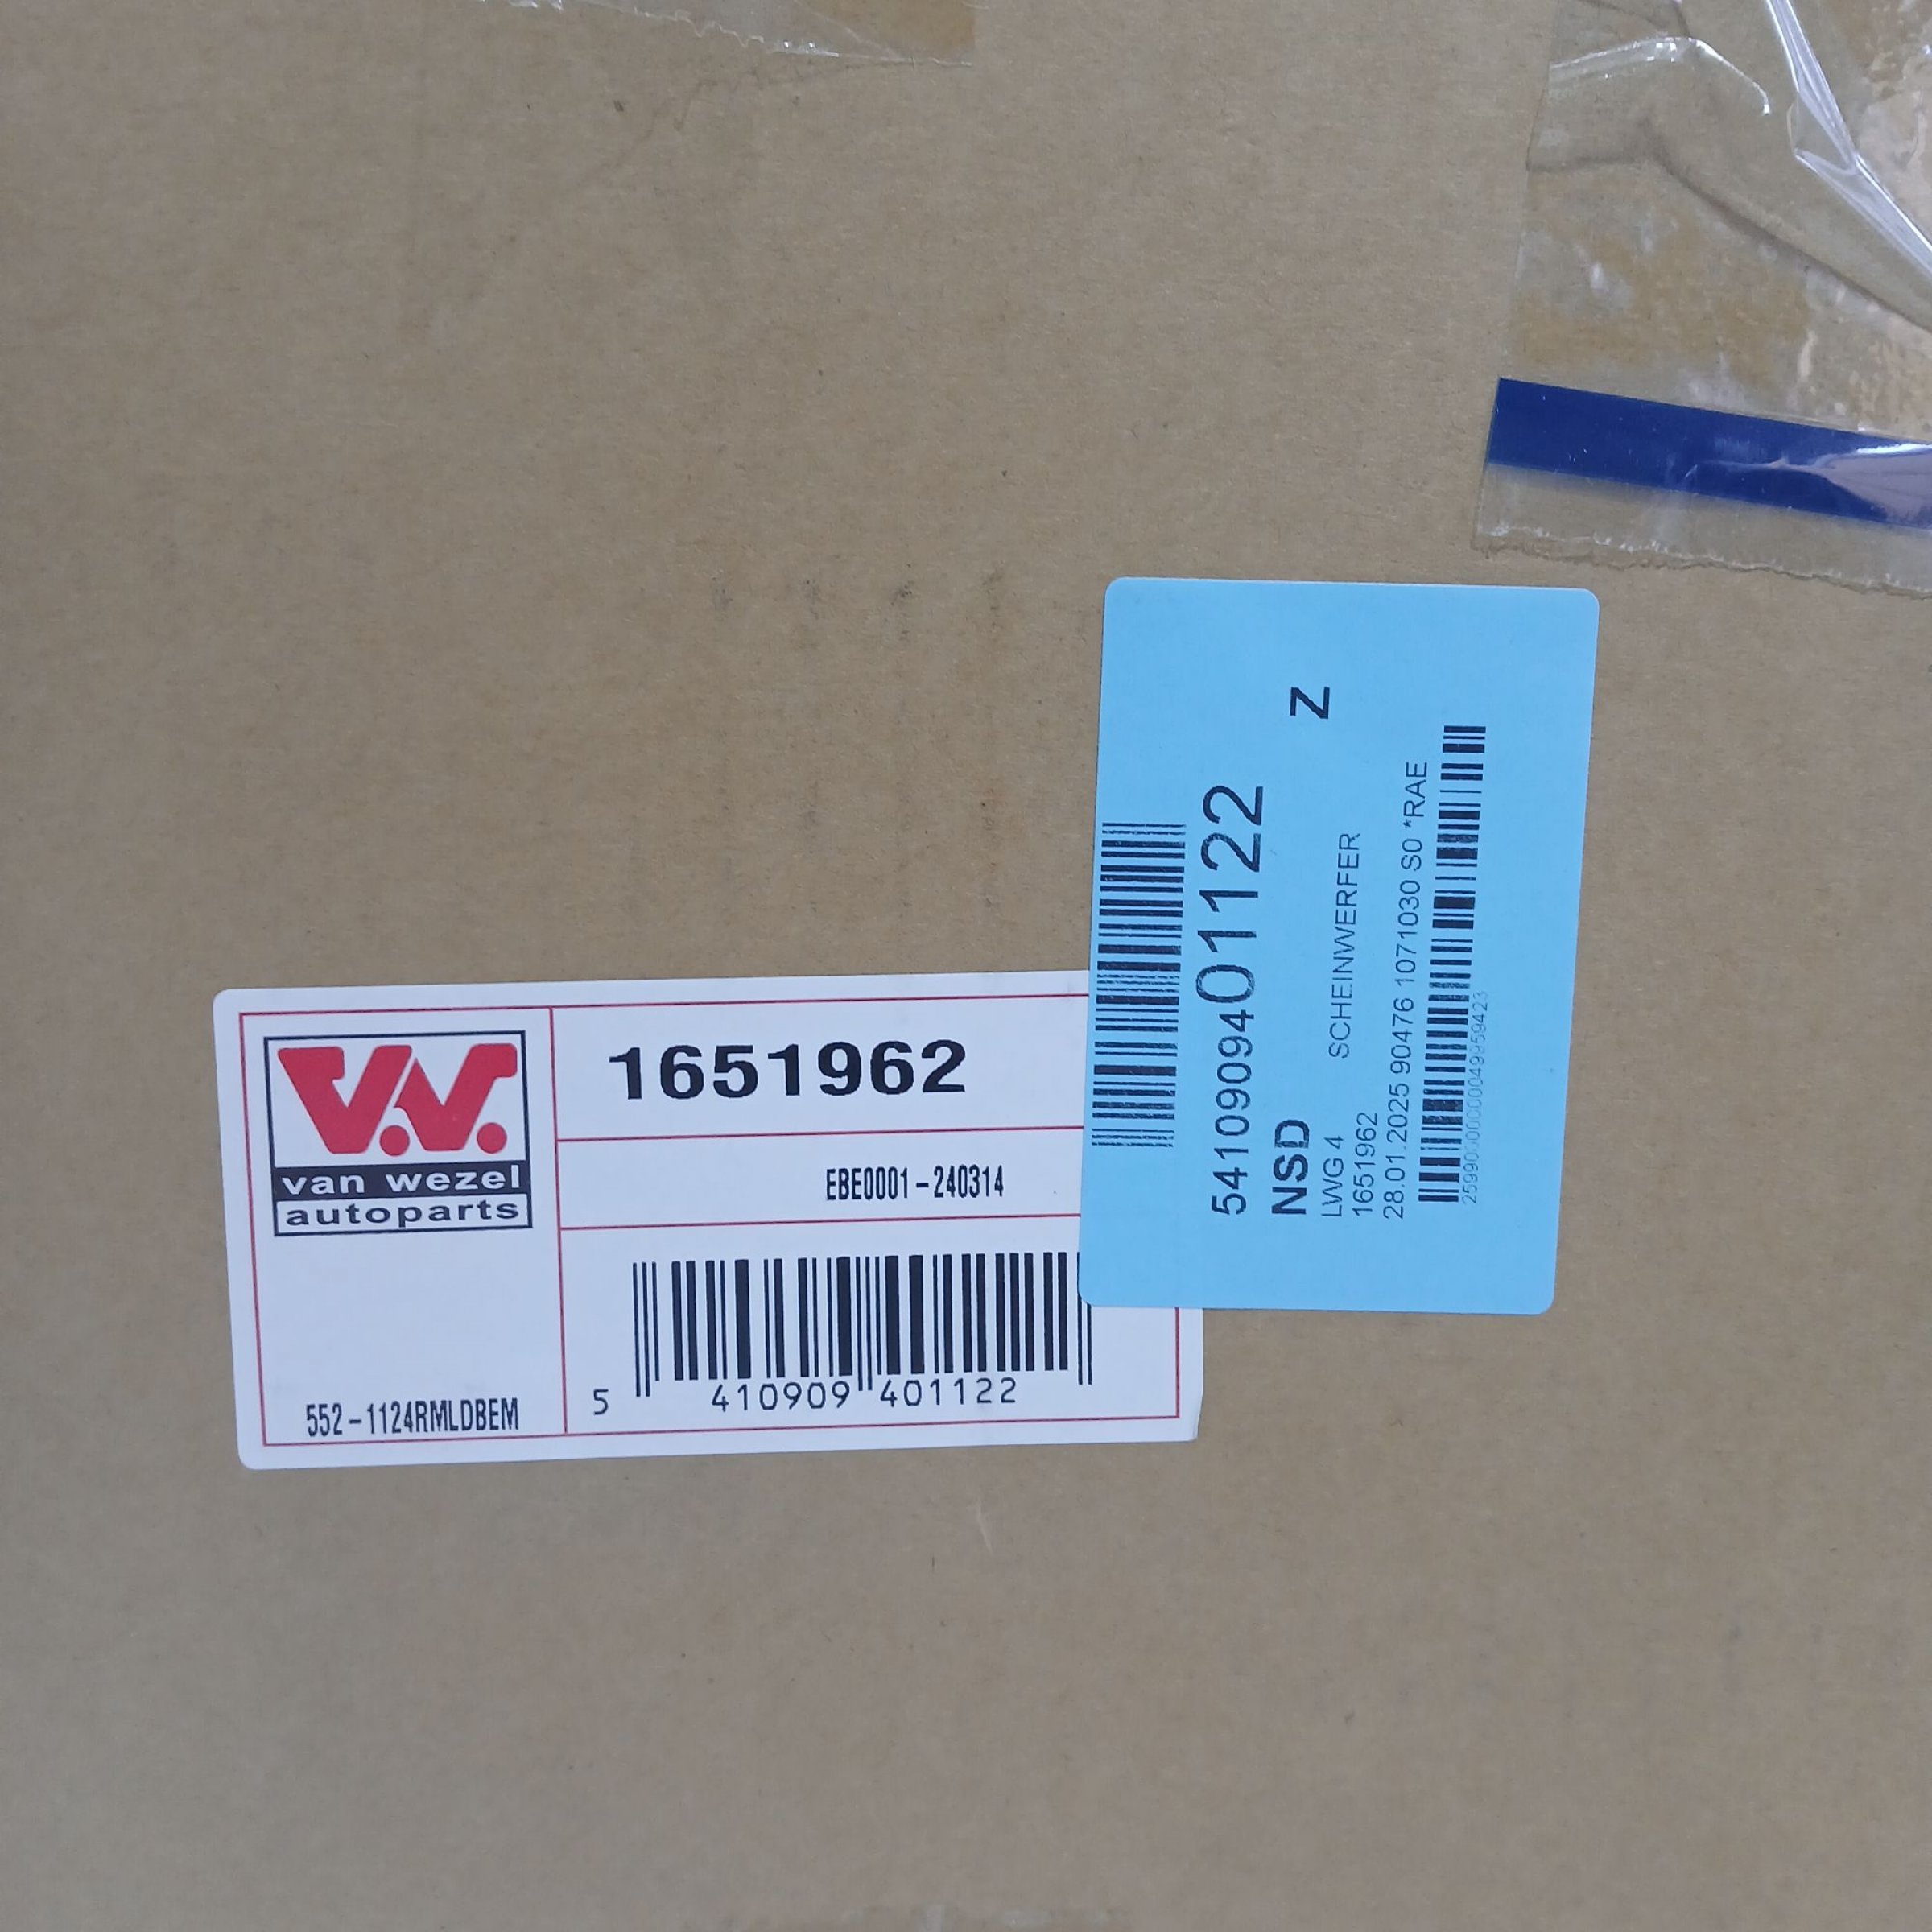 V.W.
van wezel
autoparts
1651962
EBE0001-240314
552-1124RMLDBEM
5 410909 401122
5410909401122
NSD Z
LWG 4 SCHEINWERFER
1651962
28.01.2025 90476 1071030 S0 *RAE